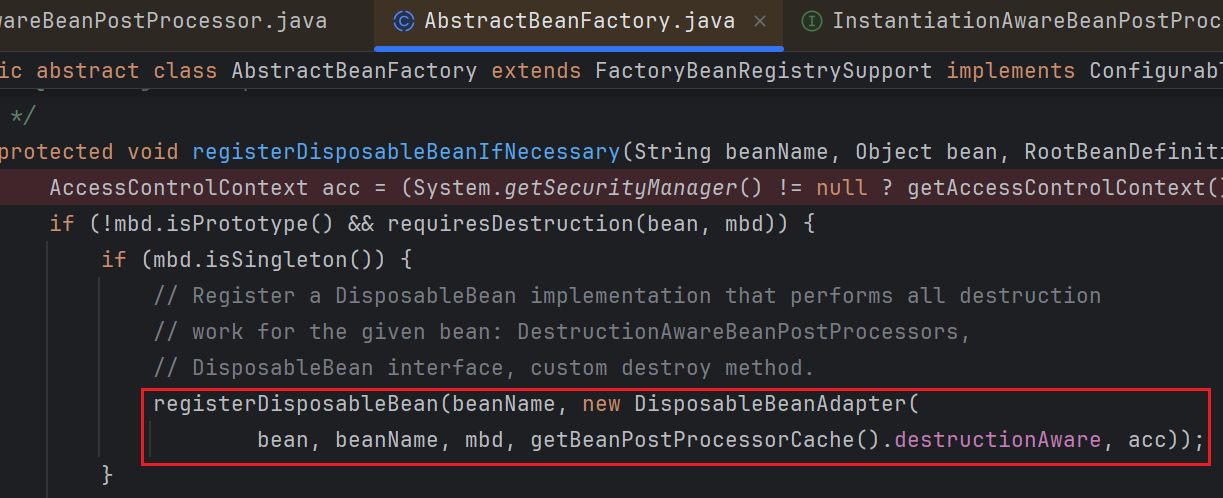 areBeanPostProcessor.java AbstractBeanFactory.java × InstantiationAwareBeanPostProc
ic abstract class AbstractBeanFactory extends FactoryBeanRegistrySupport implements Configurabl
*/
protected void registerDisposableBeanIfNecessary(String beanName, Object bean, RootBeanDefiniti
AccessControlContext acc = (System.getSecurityManager() != null ? getAccessControlContext()
if (!mbd.isPrototype() && requiresDestruction(bean, mbd)) {
if (mbd.isSingleton()) {
// Register a DisposableBean implementation that performs all destruction
// work for the given bean: DestructionAwareBeanPostProcessors,
// DisposableBean interface, custom destroy method.
registerDisposableBean(beanName, new DisposableBeanAdapter(
bean, beanName, mbd, getBeanPostProcessorCache().destructionAware, acc));
}